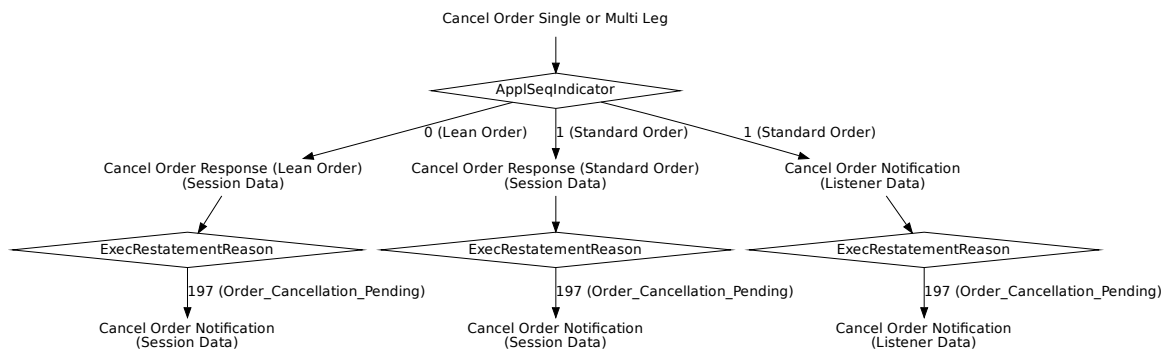 Cancel Order Single or Multi Leg
ApplSeqIndicator
0 (Lean Order)
1 (Standard Order)
1 (Standard Order)
Cancel Order Response (Lean Order)
(Session Data)
Cancel Order Response (Standard Order)
(Session Data)
Cancel Order Notification
(Listener Data)
ExecRestatementReason
ExecRestatementReason
ExecRestatementReason
197 (Order_Cancellation_Pending)
197 (Order_Cancellation_Pending)
197 (Order_Cancellation_Pending)
Cancel Order Notification
(Session Data)
Cancel Order Notification
(Session Data)
Cancel Order Notification
(Listener Data)